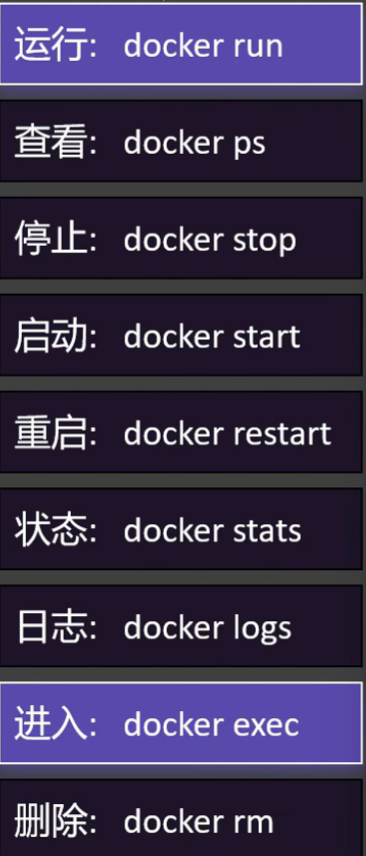 运行: docker run
查看: docker ps
停止: docker stop
启动: docker start
重启: docker restart
状态: docker stats
日志: docker logs
进入: docker exec
删除: docker rm